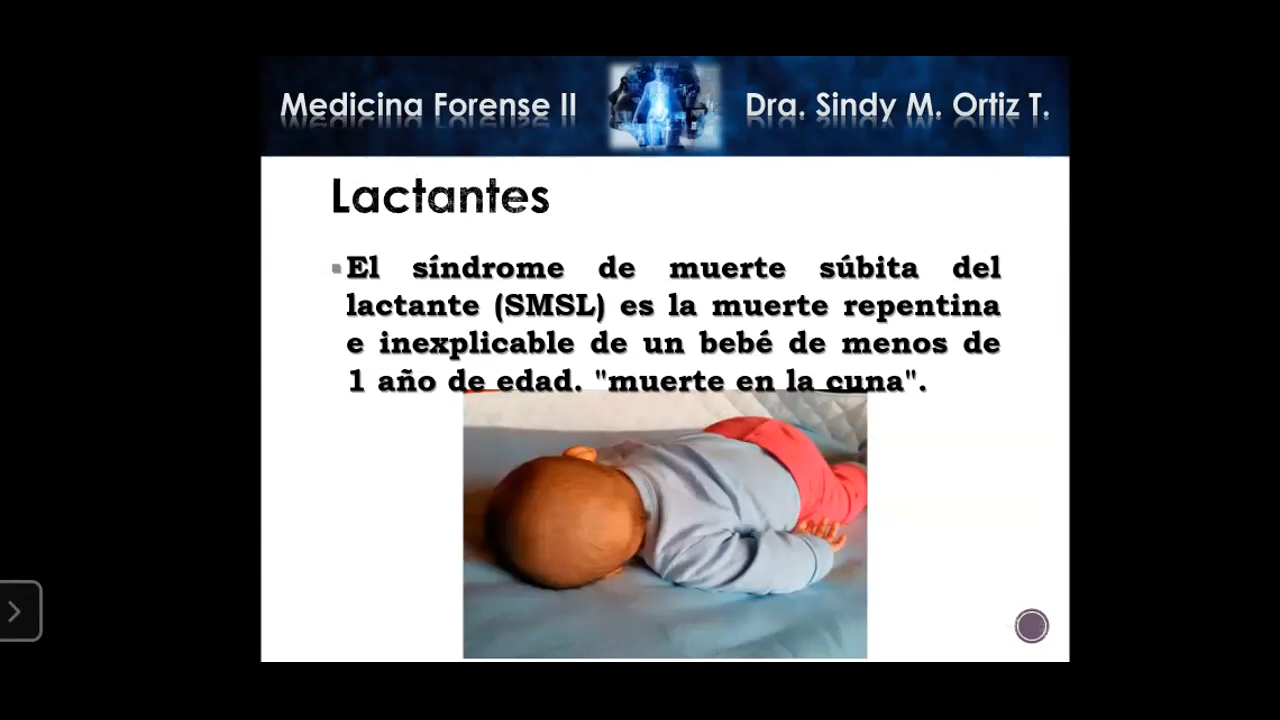 Medicina Forense II
Dra. Sindy M. Ortiz T.
Lactantes
El síndrome de muerte súbita del
lactante (SMSL) es la muerte repentina
e inexplicable de un bebé de menos de
1 año de edad. "muerte en la cuna".